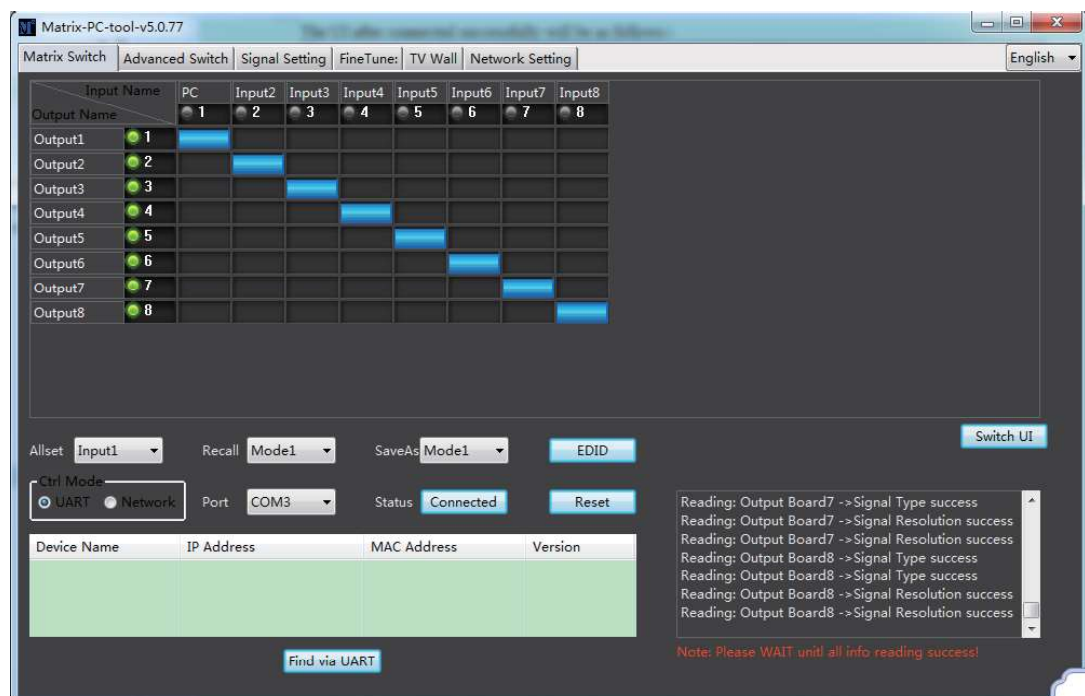 Matrix-PC-tool-v5.0.77
Matrix Switch Advanced Switch Signal Setting FineTune: TV Wall Network Setting English
Input Name PC Input2 Input3 Input4 Input5 Input6 Input7 Input8
Output Name 1 2 3 4 5 6 7 8
Output1 1
Output2 2
Output3 3
Output4 4
Output5 5
Output6 6
Output7 7
Output8 8
Switch UI
Allset Input1 Recall Mode1 SaveAs Mode1 EDID
Ctrl Mode
UART Network Port COM3 Status Connected Reset
Device Name IP Address MAC Address Version
Find via UART
Reading: Output Board7 ->Signal Type success
Reading: Output Board7 ->Signal Resolution success
Reading: Output Board7 ->Signal Resolution success
Reading: Output Board8 ->Signal Type success
Reading: Output Board8 ->Signal Type success
Reading: Output Board8 ->Signal Resolution success
Reading: Output Board8 ->Signal Resolution success
Note: Please WAIT unitl all info reading success!